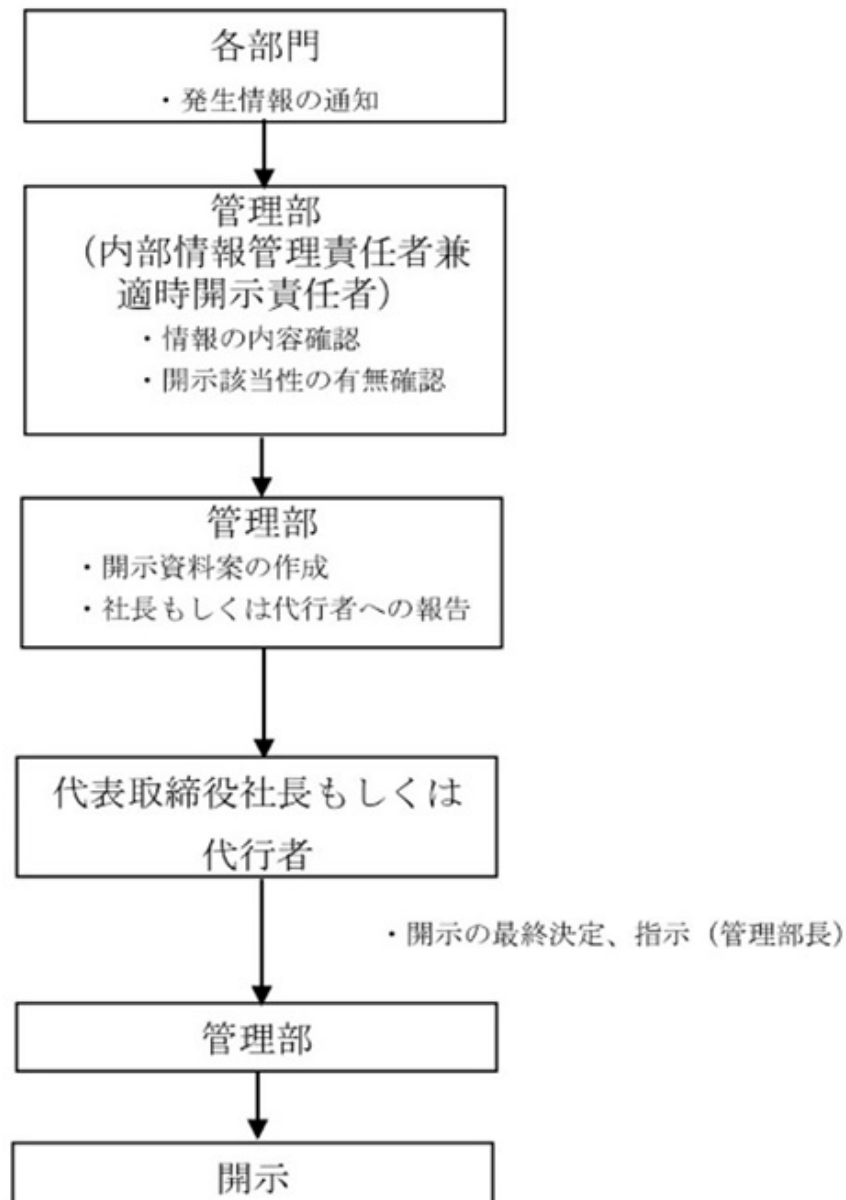 各部門
・発生情報の通知
管理部
（内部情報管理責任者兼
適時開示責任者）
・情報の内容確認
・開示該当性の有無確認
管理部
・開示資料案の作成
・社長もしくは代行者への報告
代表取締役社長もしくは
代行者
・開示の最終決定、指示（管理部長）
管理部
開示